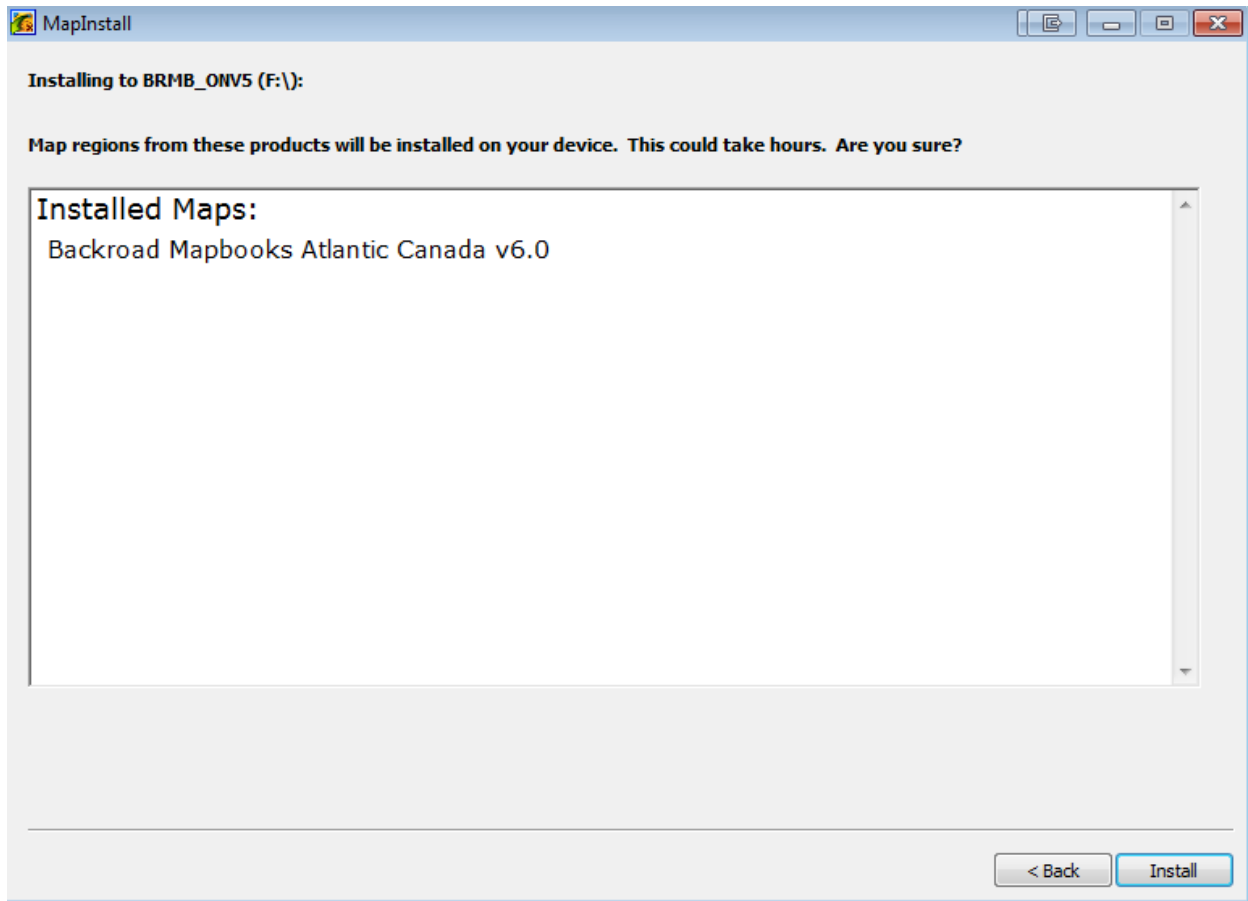 MapInstall
Installing to BRMB_ONV5 (F:\):
Map regions from these products will be installed on your device.  This could take hours.  Are you sure?
Installed Maps:
Backroad Mapbooks Atlantic Canada v6.0
< Back
Install